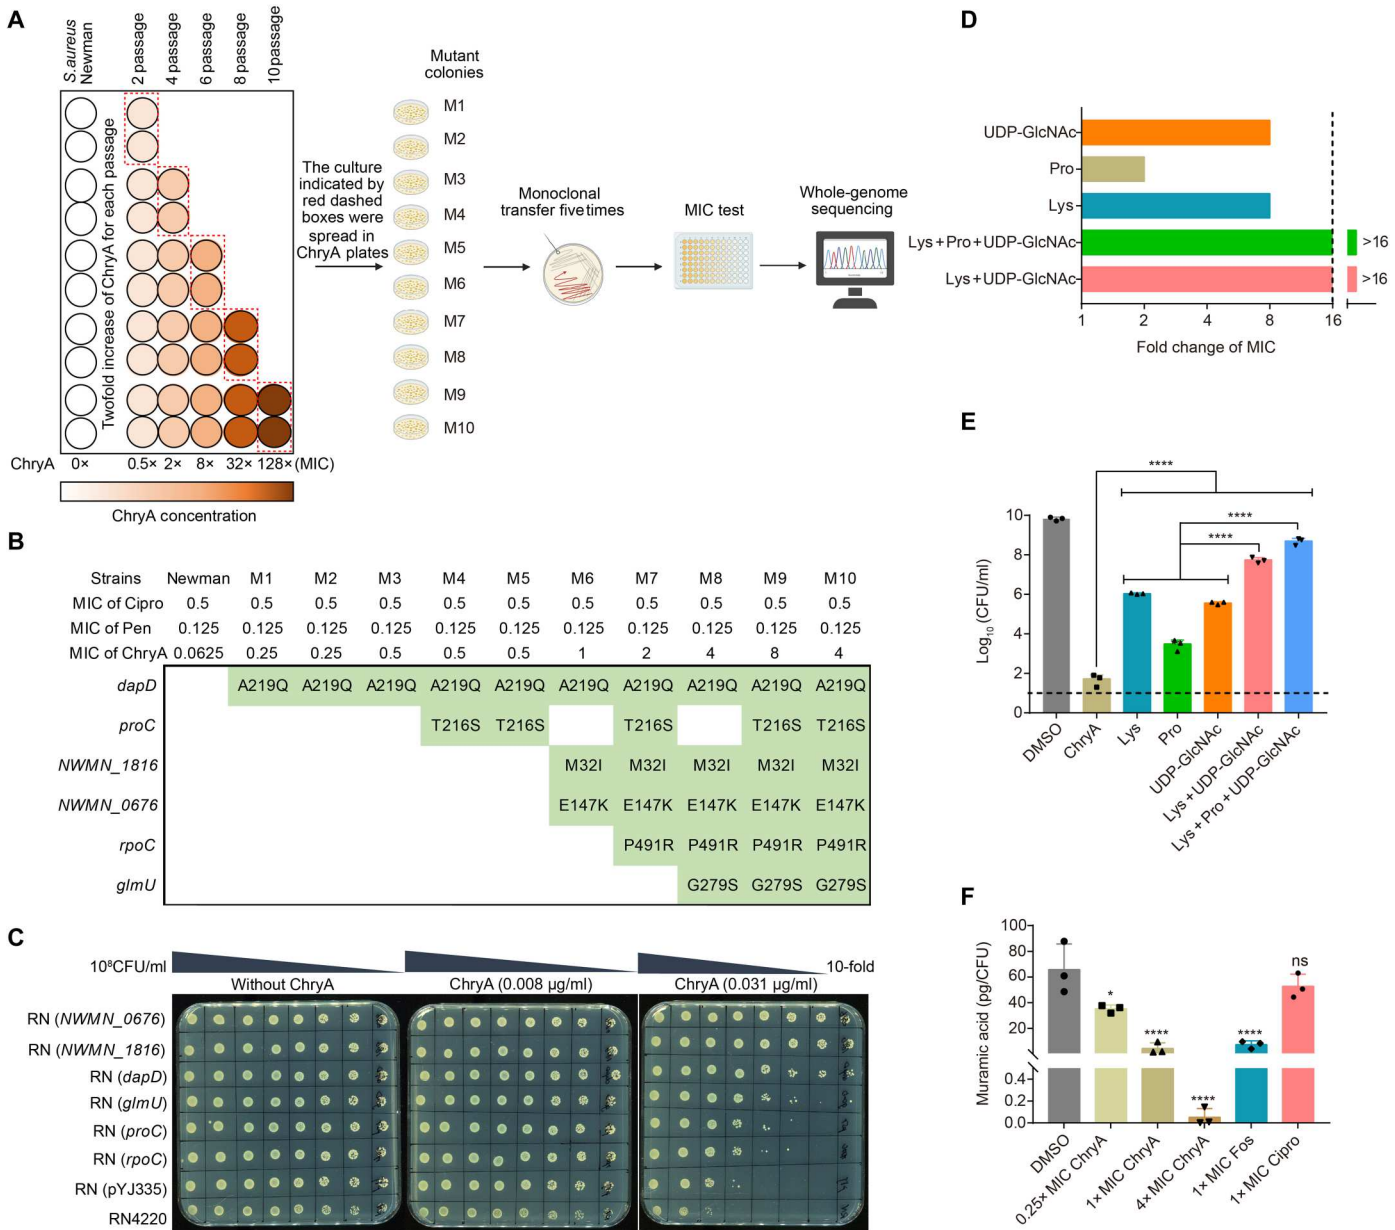 A
S.aureus
Newman
2 passage
4 passage
6 passage
8 passage
10 passage
Twofold increase of ChryA for each passage
ChryA 0× 0.5× 2× 8× 32× 128× (MIC)
ChryA concentration
The culture
indicated by
red dashed
boxes were
spread in
ChryA plates
Mutant
colonies
M1
M2
M3
M4
M5
M6
M7
M8
M9
M10
Monoclonal
transfer five times
MIC test
Whole-genome
sequencing
B
Strains Newman M1 M2 M3 M4 M5 M6 M7 M8 M9 M10
MIC of Cipro 0.5 0.5 0.5 0.5 0.5 0.5 0.5 0.5 0.5 0.5 0.5
MIC of Pen 0.125 0.125 0.125 0.125 0.125 0.125 0.125 0.125 0.125 0.125 0.125
MIC of ChryA 0.0625 0.25 0.25 0.5 0.5 0.5 1 2 4 8 4
dapD A219Q A219Q A219Q A219Q A219Q A219Q A219Q A219Q A219Q A219Q
proC T216S T216S T216S T216S T216S
NWMN_1816 M32I M32I M32I M32I M32I
NWMN_0676 E147K E147K E147K E147K E147K
rpoC P491R P491R P491R P491R
glmU G279S G279S G279S
C
10⁸CFU/ml 10-fold
Without ChryA ChryA (0.008 µg/ml) ChryA (0.031 µg/ml)
RN (NWMN_0676)
RN (NWMN_1816)
RN (dapD)
RN (glmU)
RN (proC)
RN (rpoC)
RN (pYJ335)
RN4220
D
UDP-GlcNAc
Pro
Lys
Lys + Pro + UDP-GlcNAc >16
Lys + UDP-GlcNAc >16
1 2 4 8 16
Fold change of MIC
E
****
****
****
Log₁₀ (CFU/ml)
10
8
6
4
2
0
DMSO
ChryA
Lys
Pro
UDP-GlcNAc
Lys + UDP-GlcNAc
Lys + Pro + UDP-GlcNAc
F
Muramic acid (pg/CFU)
100
80
60
40
20
0.4
0.2
0.0
*
****
****
****
ns
DMSO
0.25× MIC ChryA
1× MIC ChryA
4× MIC ChryA
1× MIC Fos
1× MIC Cipro